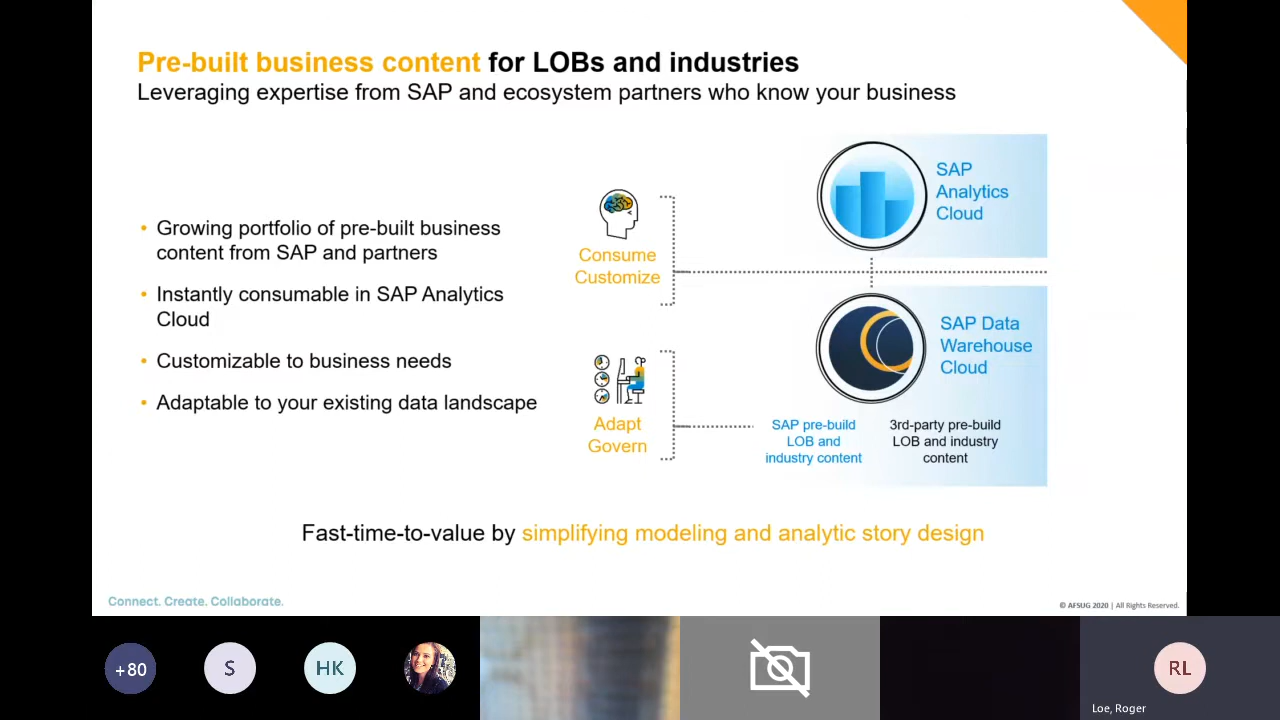 Pre-built business content for LOBs and industries
Leveraging expertise from SAP and ecosystem partners who know your business
• Growing portfolio of pre-built business
content from SAP and partners
• Instantly consumable in SAP Analytics
Cloud
• Customizable to business needs
• Adaptable to your existing data landscape
Consume
Customize
Adapt
Govern
SAP
Analytics
Cloud
SAP Data
Warehouse
Cloud
SAP pre-build
LOB and
industry content
3rd-party pre-build
LOB and industry
content
Fast-time-to-value by simplifying modeling and analytic story design
Connect. Create. Collaborate.
© AFSUG 2020 | All Rights Reserved.
+80
S
HK
RL
Loe, Roger